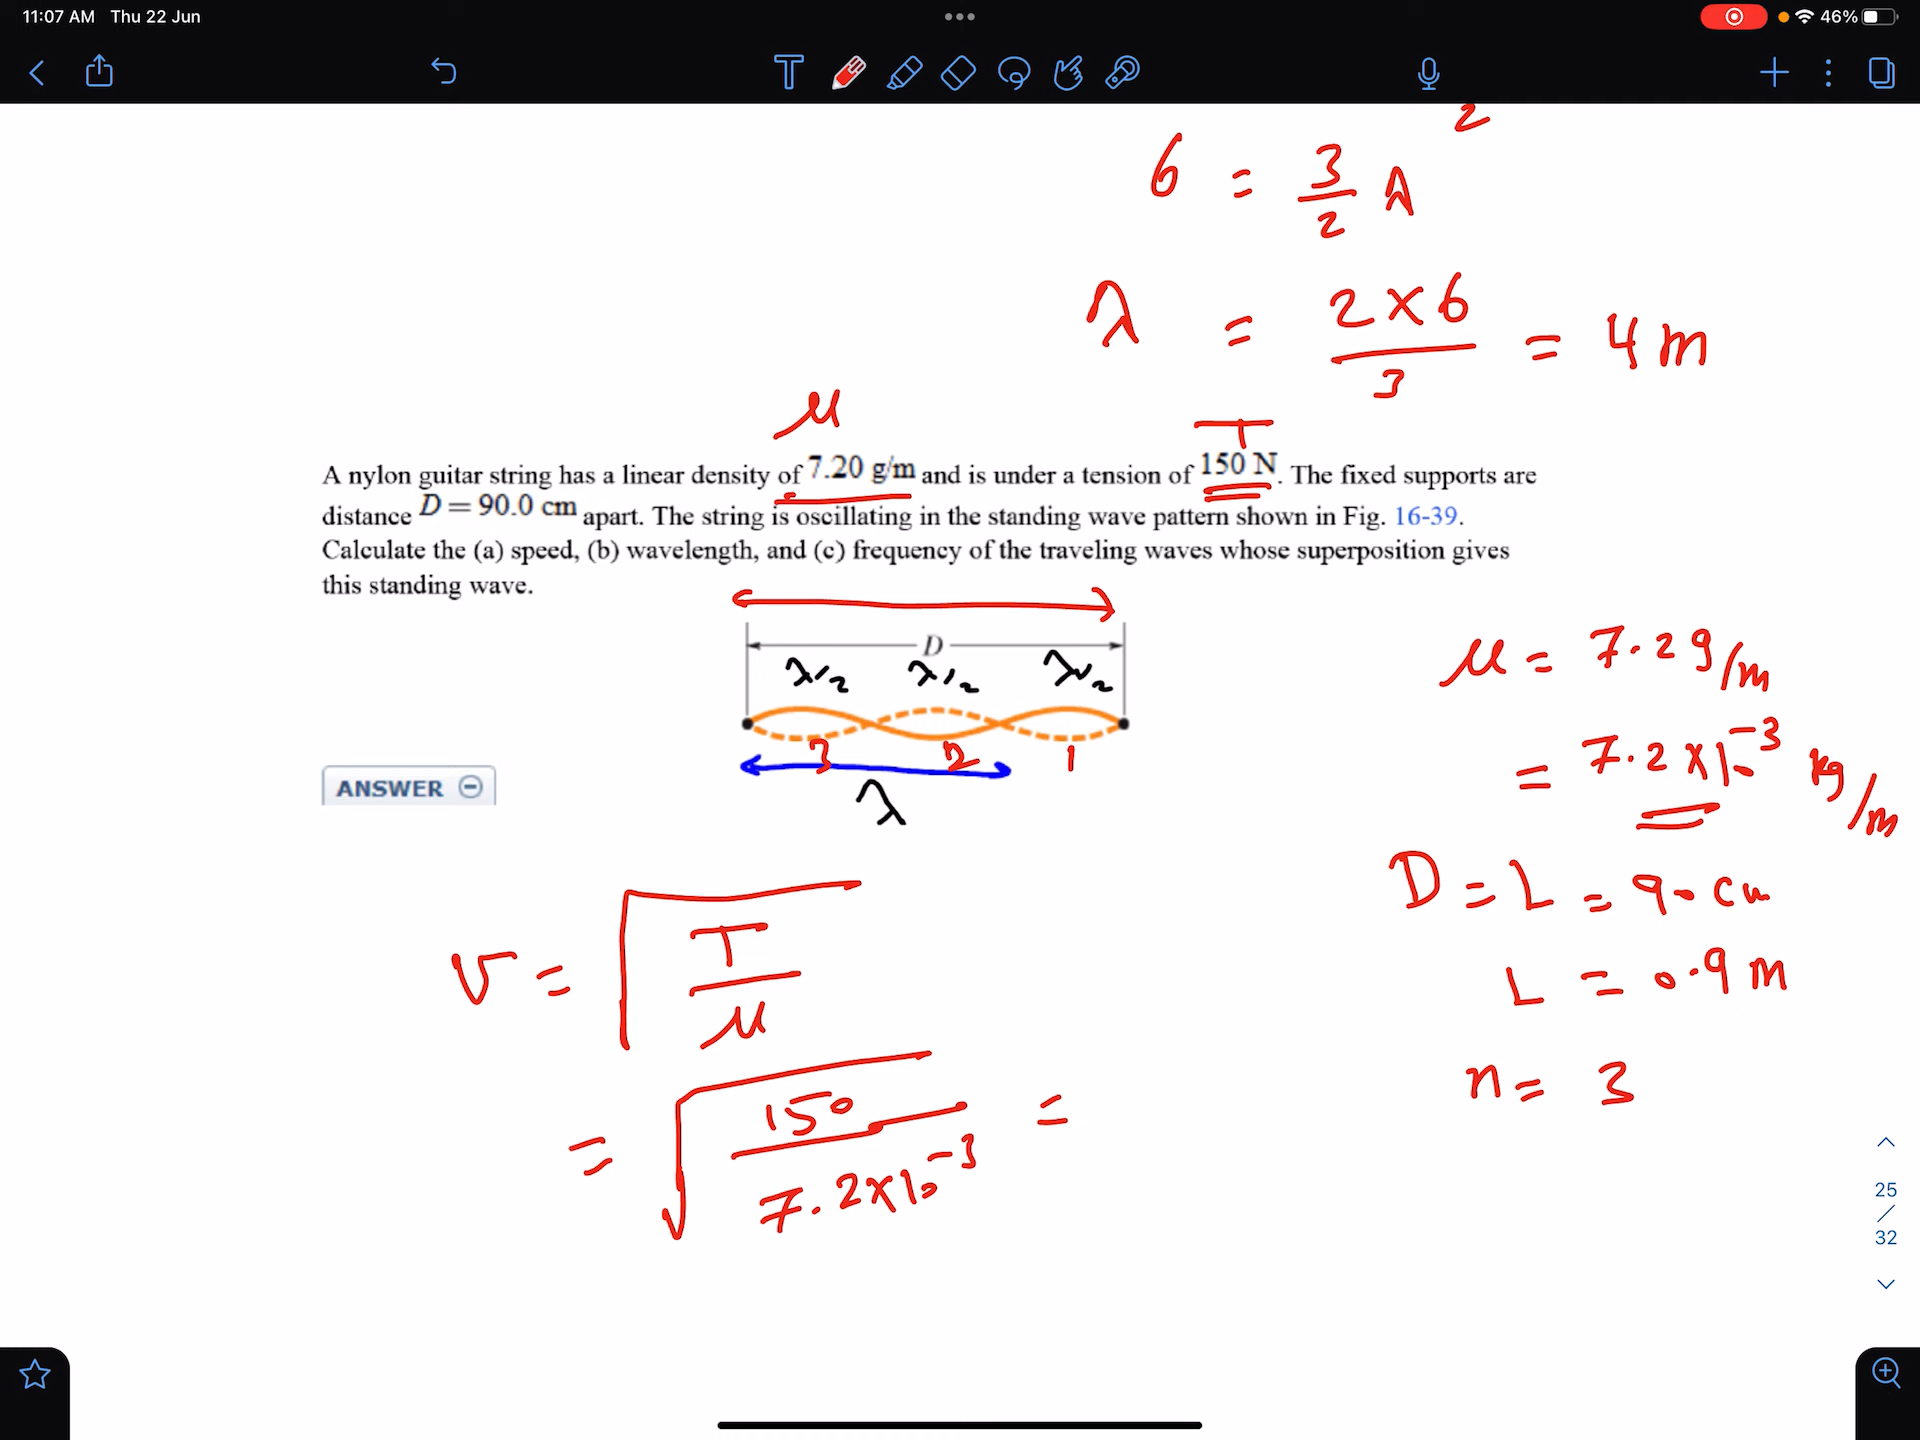 11:07 AM Thu 22 Jun
46%
T
2
6 = 3/2 λ
λ = 2×6/3 = 4 m
μ
T
A nylon guitar string has a linear density of 7.20 g/m and is under a tension of 150 N. The fixed supports are
distance D = 90.0 cm apart. The string is oscillating in the standing wave pattern shown in Fig. 16-39.
Calculate the (a) speed, (b) wavelength, and (c) frequency of the traveling waves whose superposition gives
this standing wave.
D
λ/2 λ/2 λ/2
3 2 1
λ
ANSWER
μ = 7.2 g/m
= 7.2×10⁻³ kg/m
D = L = 90 cm
L = 0.9 m
n = 3
v = √(T/μ)
= √(150/7.2×10⁻³) =
25
/
32